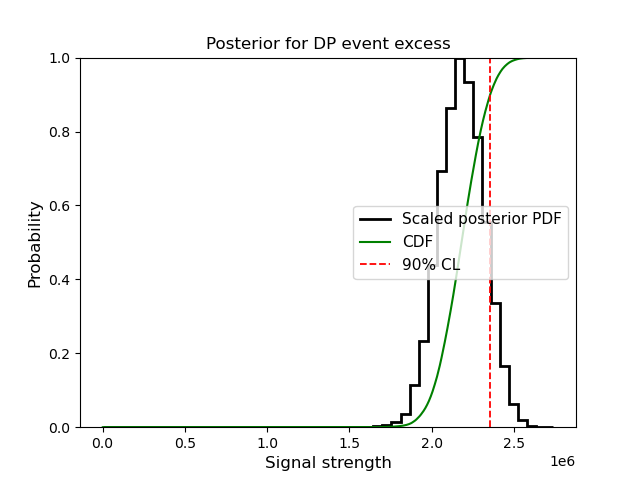 Posterior for DP event excess
1.0
0.8
0.6
0.4
0.2
0.0
Probability
Scaled posterior PDF
CDF
90% CL
0.0 0.5 1.0 1.5 2.0 2.5
1e6
Signal strength